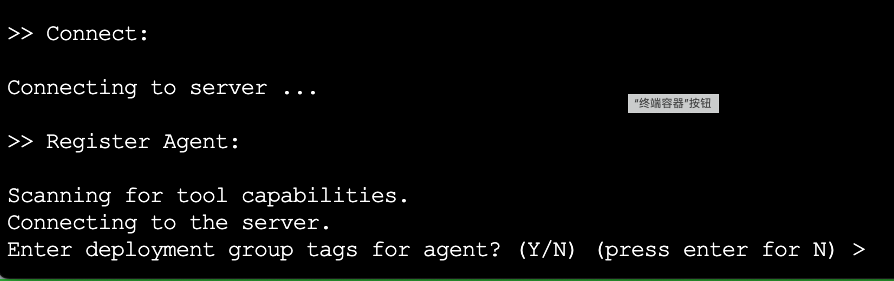 >> Connect:
Connecting to server ...
“终端容器”按钮
>> Register Agent:
Scanning for tool capabilities.
Connecting to the server.
Enter deployment group tags for agent? (Y/N) (press enter for N) >